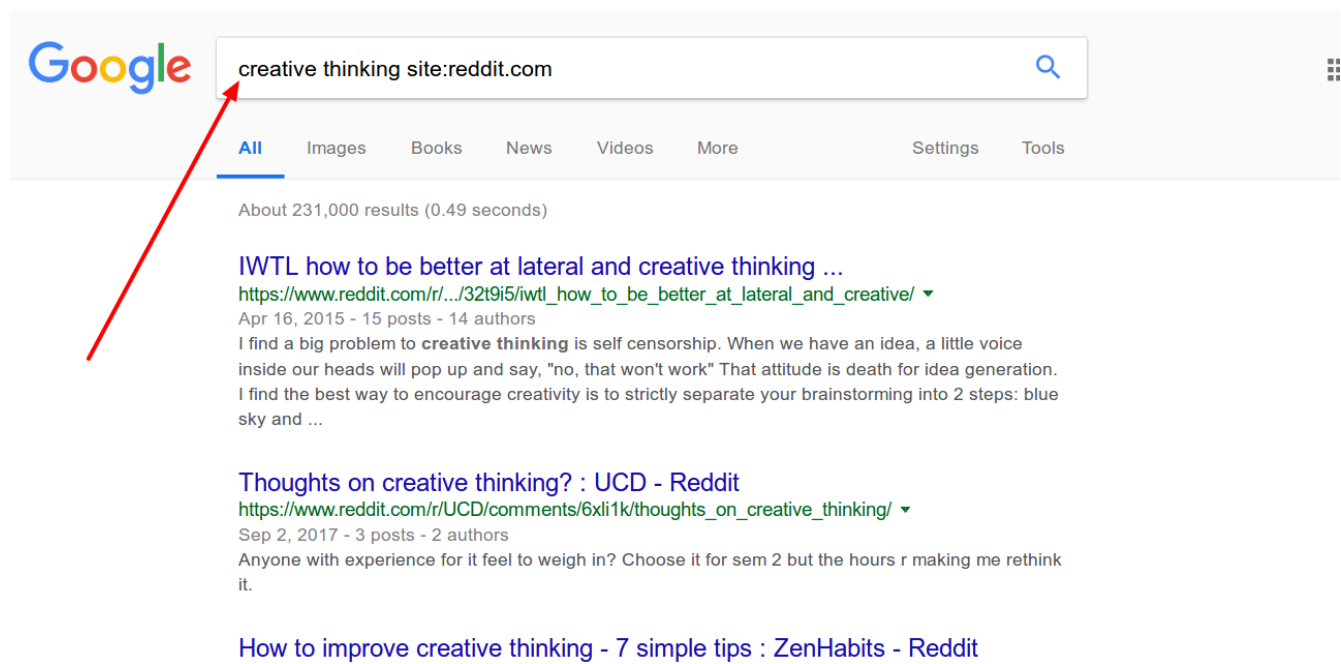 Google
creative thinking site:reddit.com
All Images Books News Videos More Settings Tools
About 231,000 results (0.49 seconds)
IWTL how to be better at lateral and creative thinking ...
https://www.reddit.com/r/.../32t9i5/iwtl_how_to_be_better_at_lateral_and_creative/
Apr 16, 2015 - 15 posts - 14 authors
I find a big problem to creative thinking is self censorship. When we have an idea, a little voice
inside our heads will pop up and say, "no, that won't work" That attitude is death for idea generation.
I find the best way to encourage creativity is to strictly separate your brainstorming into 2 steps: blue
sky and ...
Thoughts on creative thinking? : UCD - Reddit
https://www.reddit.com/r/UCD/comments/6xli1k/thoughts_on_creative_thinking/
Sep 2, 2017 - 3 posts - 2 authors
Anyone with experience for it feel to weigh in? Choose it for sem 2 but the hours r making me rethink
it.
How to improve creative thinking - 7 simple tips : ZenHabits - Reddit